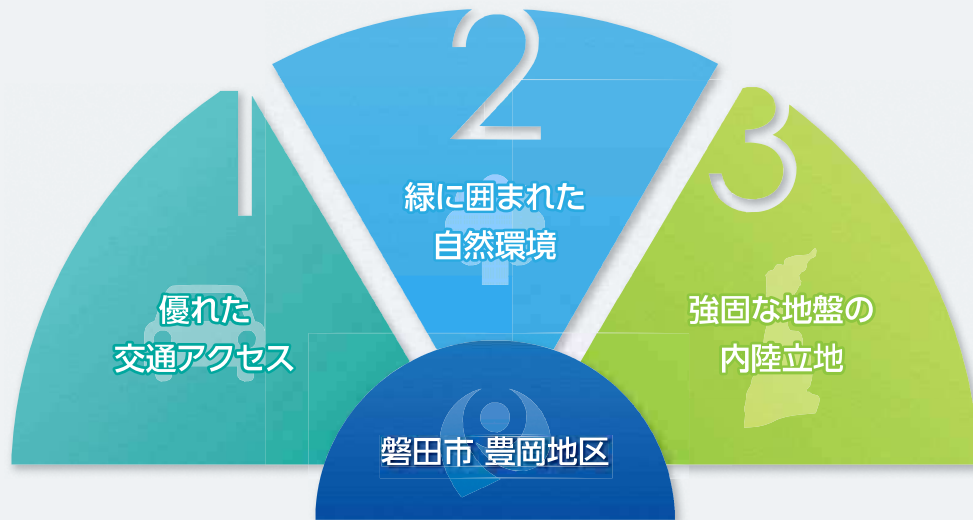 1
優れた
交通アクセス
2
緑に囲まれた
自然環境
3
強固な地盤の
内陸立地
磐田市 豊岡地区